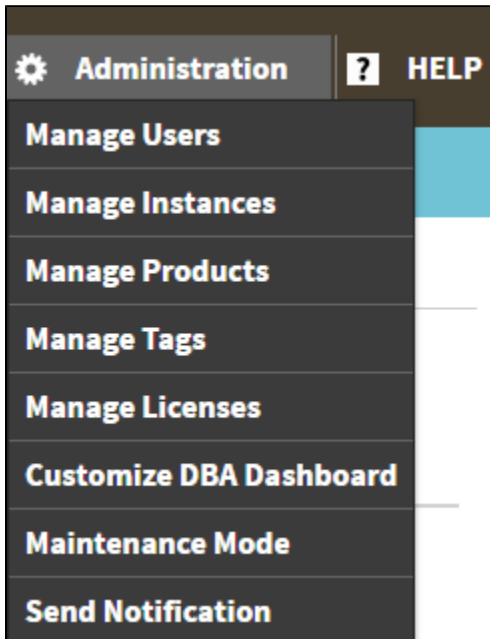 Administration ? HELP
Manage Users
Manage Instances
Manage Products
Manage Tags
Manage Licenses
Customize DBA Dashboard
Maintenance Mode
Send Notification